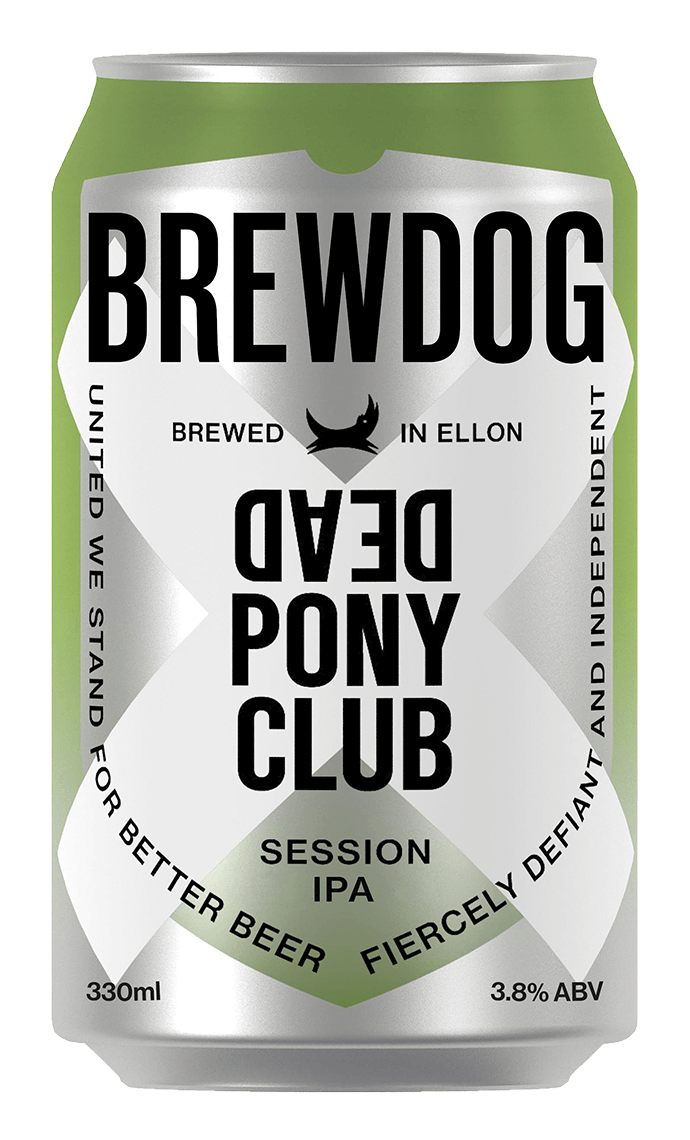 BREWDOG
BREWED IN ELLON
DEAD
PONY
CLUB
SESSION
IPA
UNITED WE STAND FOR BETTER BEER
FIERCELY DEFIANT AND INDEPENDENT
330ml
3.8% ABV